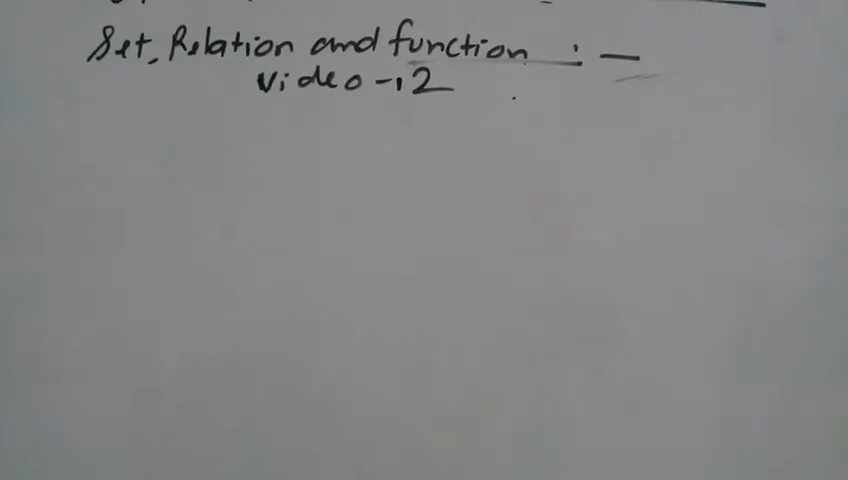 Set, Relation and function : —
Video -12